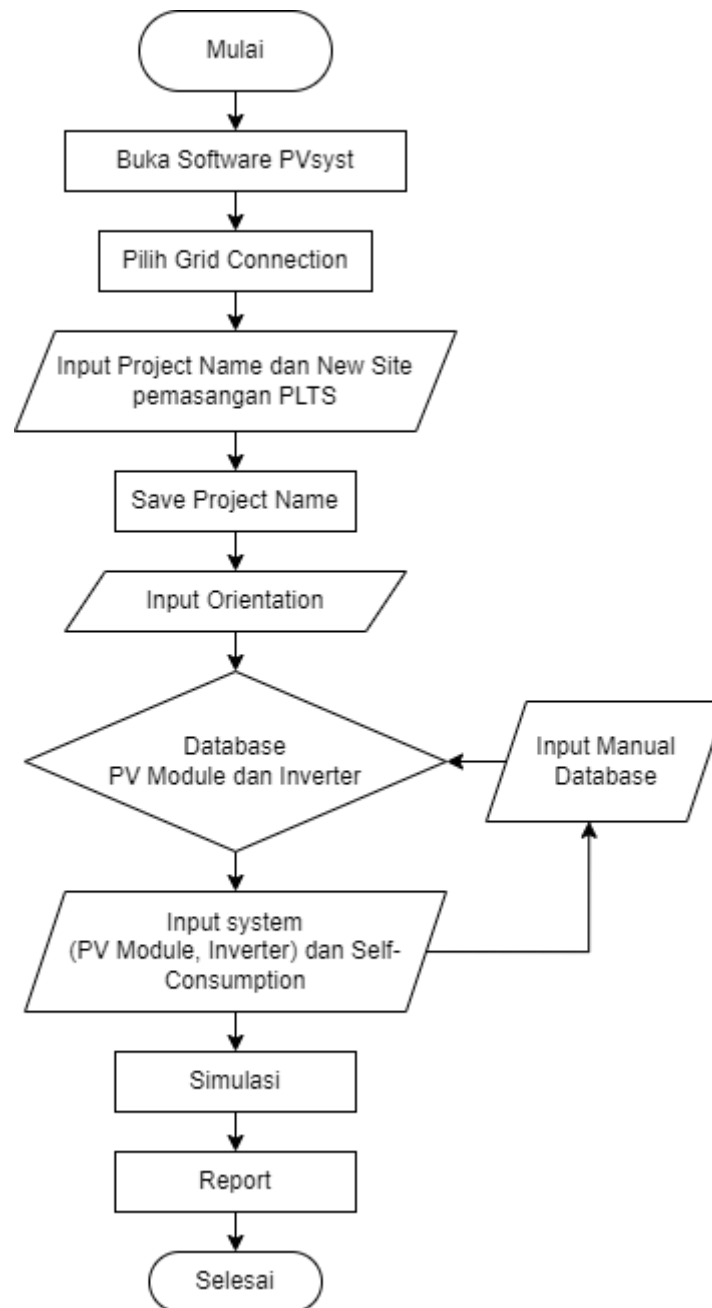 Mulai
Buka Software PVsyst
Pilih Grid Connection
Input Project Name dan New Site
pemasangan PLTS
Save Project Name
Input Orientation
Database
PV Module dan Inverter
Input Manual
Database
Input system
(PV Module, Inverter) dan Self-
Consumption
Simulasi
Report
Selesai